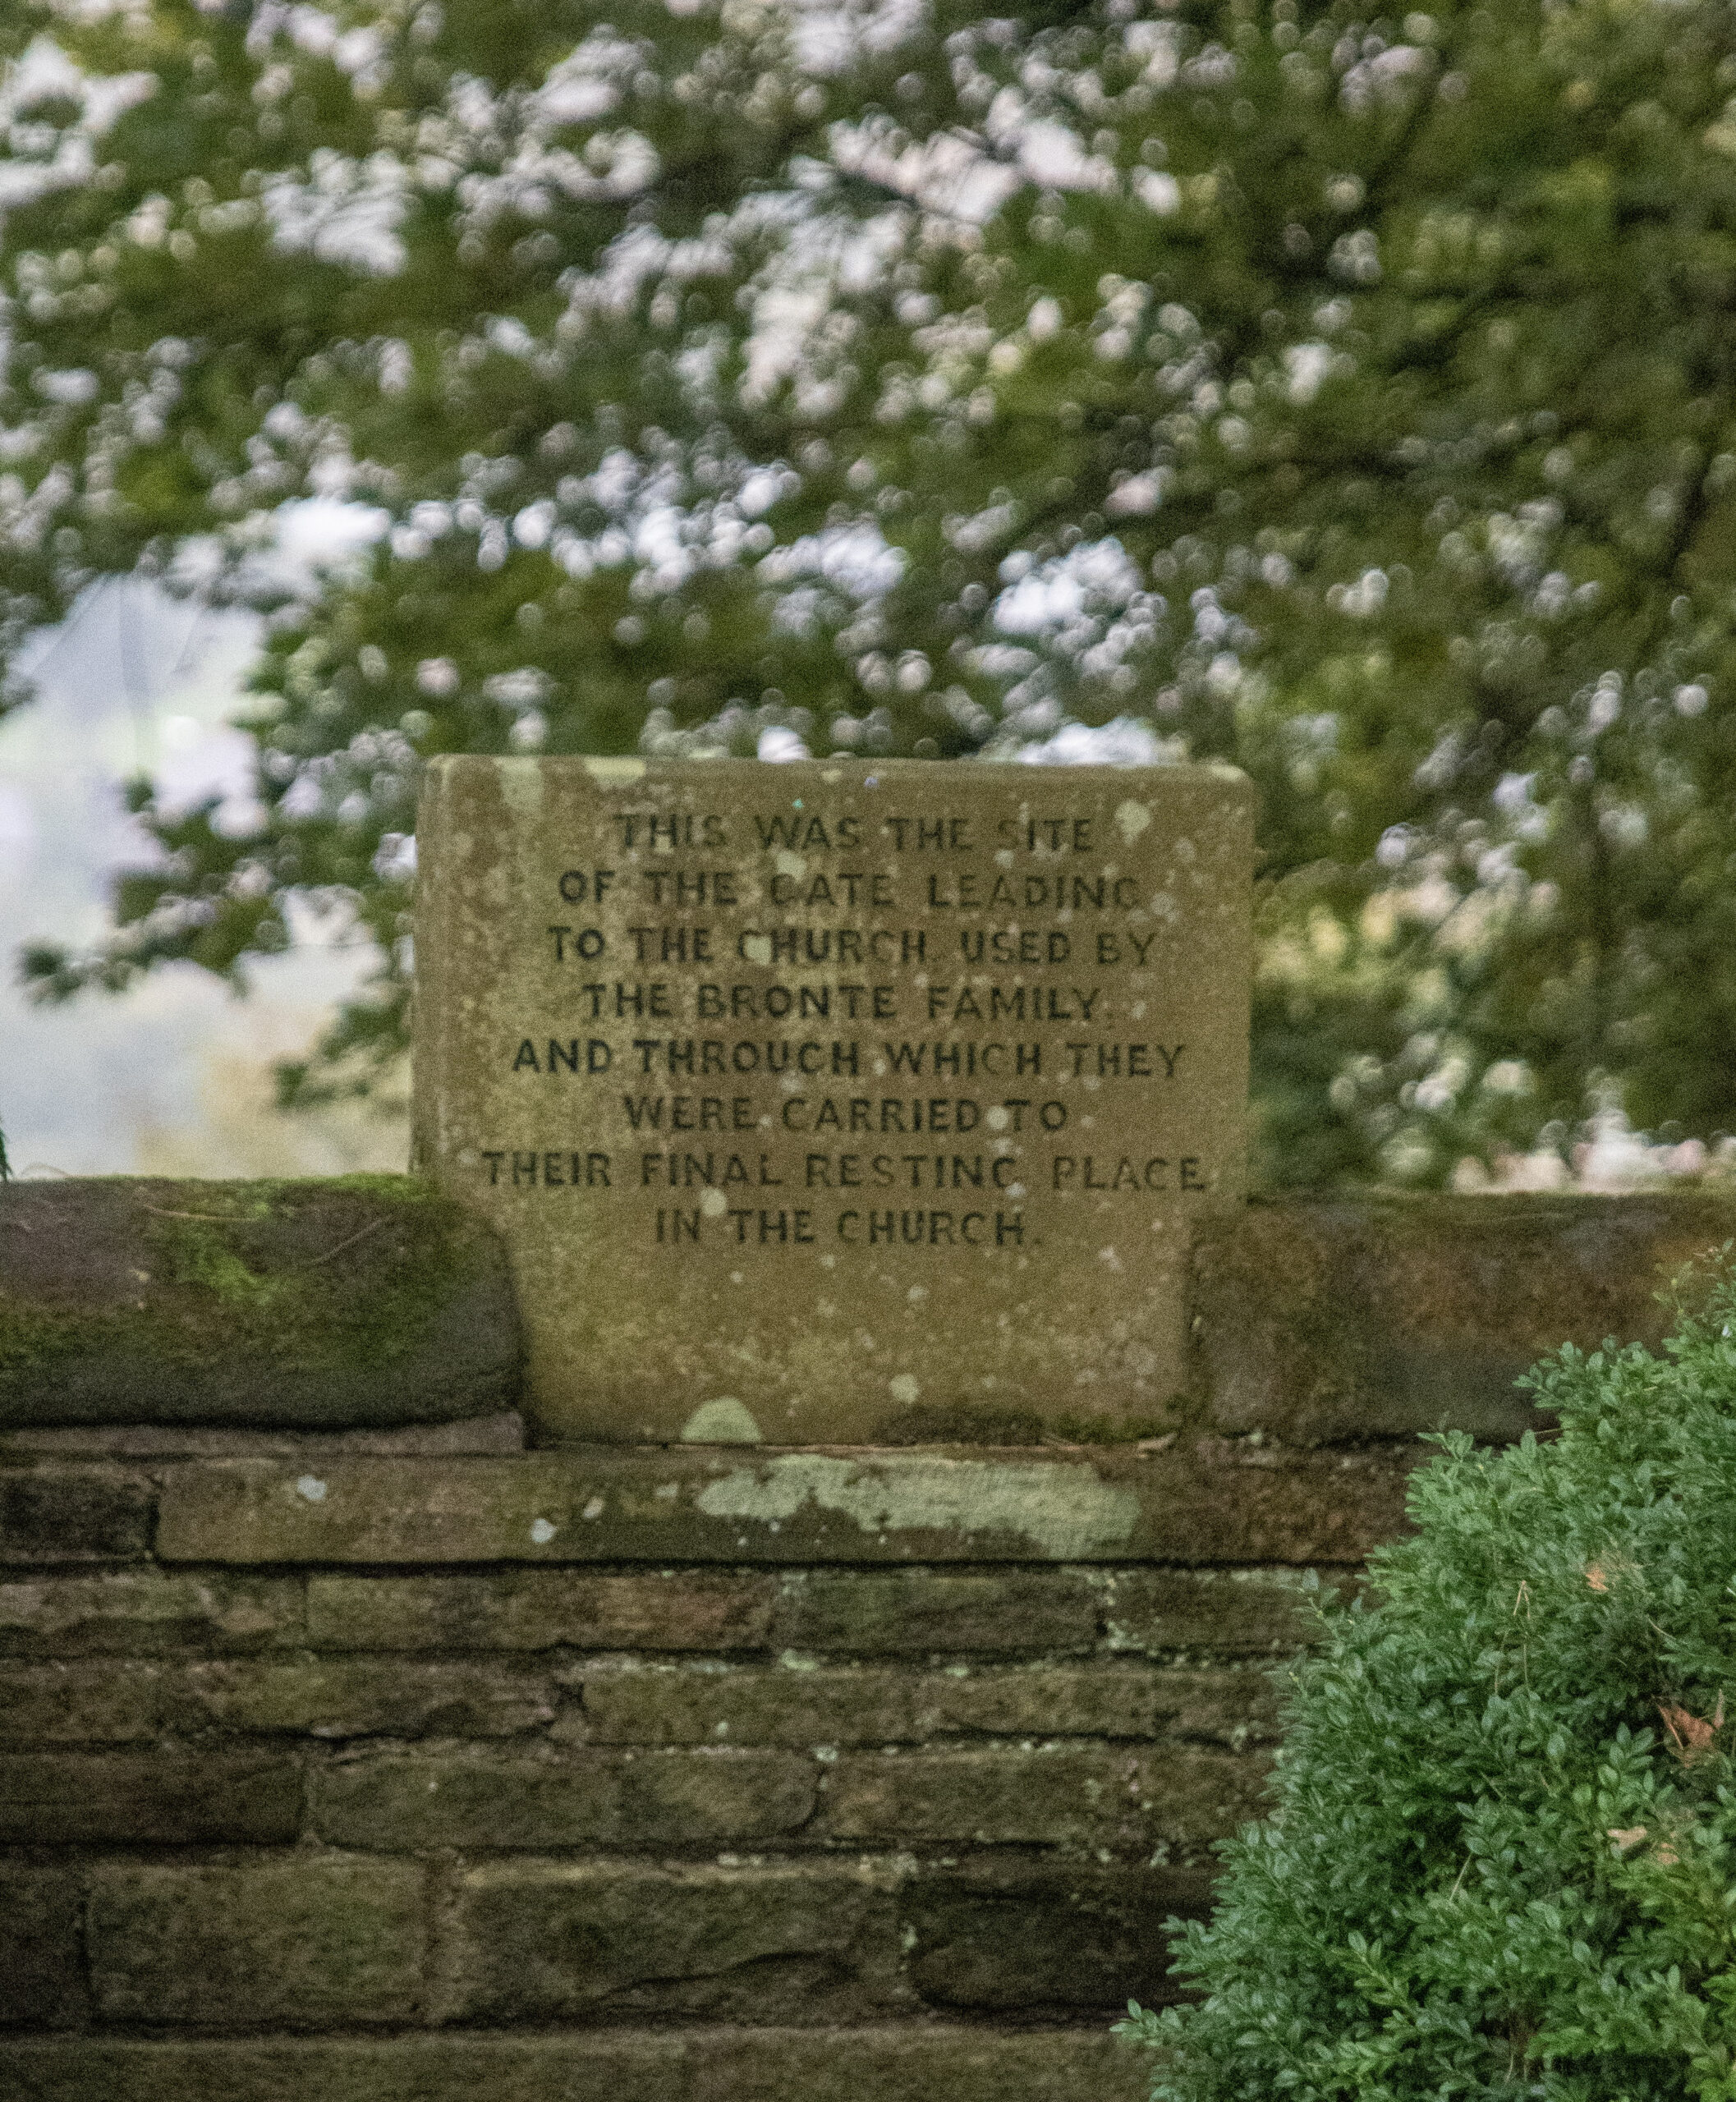 THIS WAS THE SITE
OF THE GATE LEADING
TO THE CHURCH, USED BY
THE BRONTE FAMILY,
AND THROUGH WHICH THEY
WERE CARRIED TO
THEIR FINAL RESTING PLACE
IN THE CHURCH.